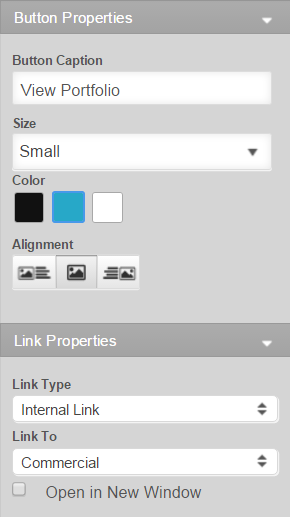 Button Properties
Button Caption
View Portfolio
Size
Small
Color
Alignment
Link Properties
Link Type
Internal Link
Link To
Commercial
Open in New Window